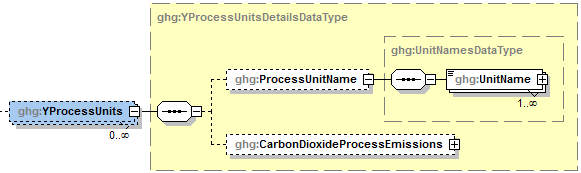 ghg:YProcessUnitsDetailsDataType
ghg:UnitNamesDataType
ghg:ProcessUnitName
ghg:UnitName
1..∞
ghg:YProcessUnits
0..∞
ghg:CarbonDioxideProcessEmissions